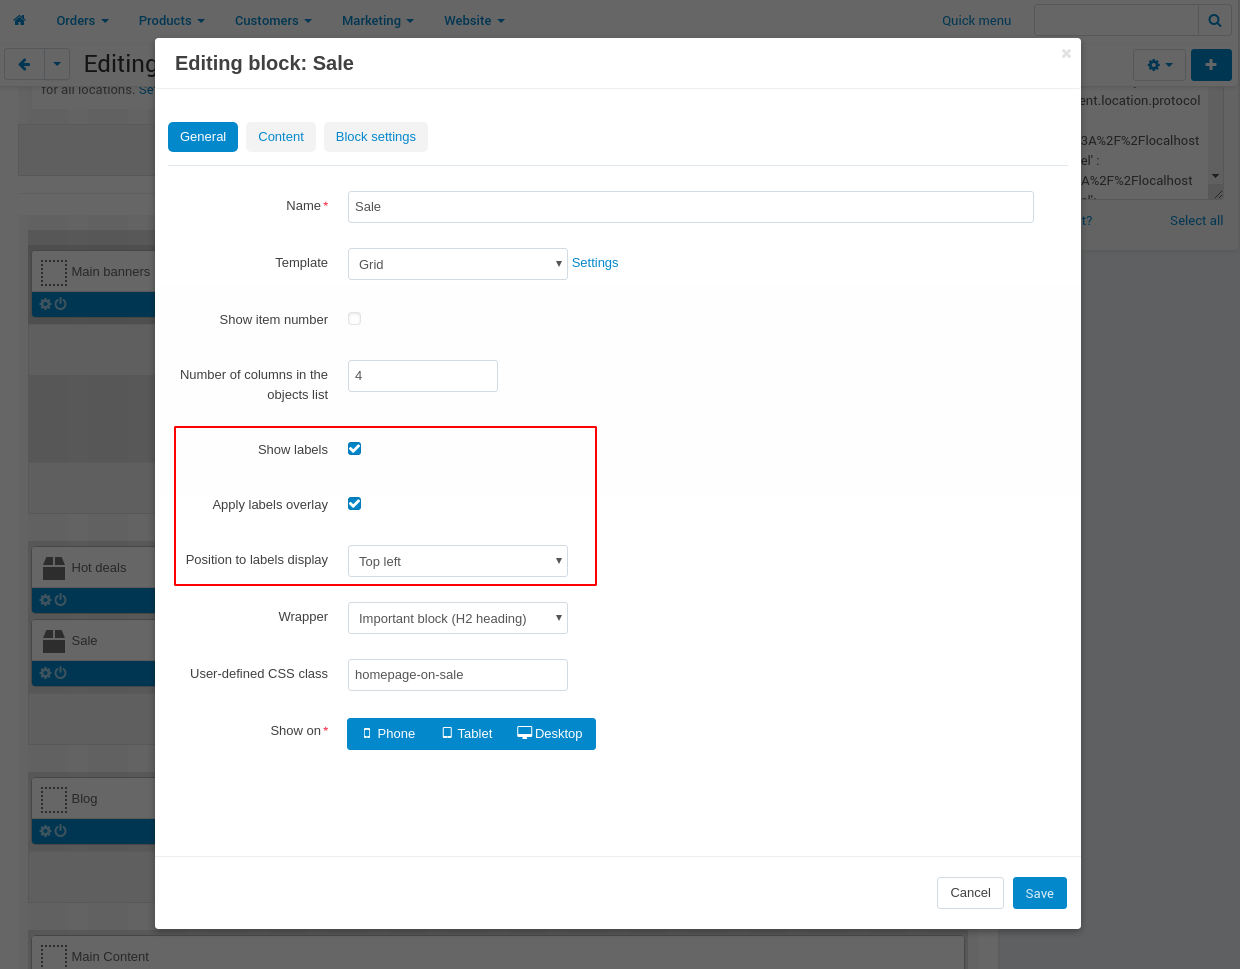 Orders
Products
Customers
Marketing
Website
Quick menu
Editing
for all locations.
ent.location.protocol
3A%2F%2Flocalhost
el' :
A%2F%2Flocalhost
t?
Select all
Editing block: Sale
General
Content
Block settings
Name*
Sale
Template
Grid
Settings
Show item number
Number of columns in the
objects list
4
Show labels
Apply labels overlay
Position to labels display
Top left
Wrapper
Important block (H2 heading)
User-defined CSS class
homepage-on-sale
Show on*
Phone
Tablet
Desktop
Cancel
Save
Main banners
Hot deals
Sale
Blog
Main Content